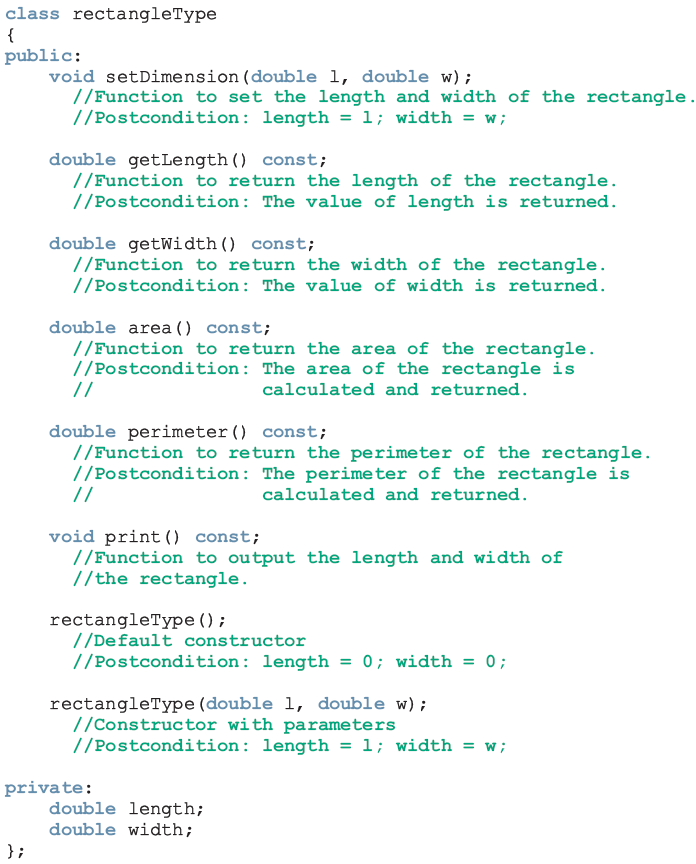 class rectangleType
{
public:
    void setDimension(double l, double w);
      //Function to set the length and width of the rectangle.
      //Postcondition: length = l; width = w;

    double getLength() const;
      //Function to return the length of the rectangle.
      //Postcondition: The value of length is returned.

    double getWidth() const;
      //Function to return the width of the rectangle.
      //Postcondition: The value of width is returned.

    double area() const;
      //Function to return the area of the rectangle.
      //Postcondition: The area of the rectangle is
      //               calculated and returned.

    double perimeter() const;
      //Function to return the perimeter of the rectangle.
      //Postcondition: The perimeter of the rectangle is
      //               calculated and returned.

    void print() const;
      //Function to output the length and width of
      //the rectangle.

    rectangleType();
      //Default constructor
      //Postcondition: length = 0; width = 0;

    rectangleType(double l, double w);
      //Constructor with parameters
      //Postcondition: length = l; width = w;

private:
    double length;
    double width;
};